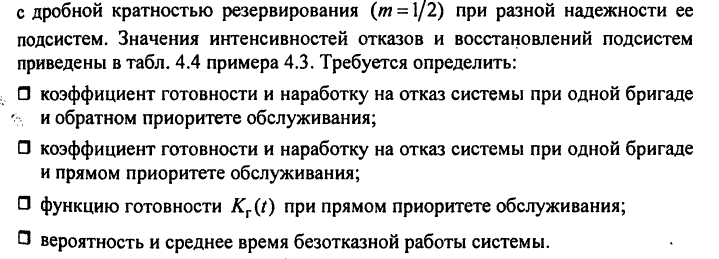 с дробной кратностью резервирования (m=1/2) при разной надежности ее
подсистем. Значения интенсивностей отказов и восстановлений подсистем
приведены в табл. 4.4 примера 4.3. Требуется определить:
❒ коэффициент готовности и наработку на отказ системы при одной бригаде
и обратном приоритете обслуживания;
❒ коэффициент готовности и наработку на отказ системы при одной бригаде
и прямом приоритете обслуживания;
❒ функцию готовности Kг(t) при прямом приоритете обслуживания;
❒ вероятность и среднее время безотказной работы системы.